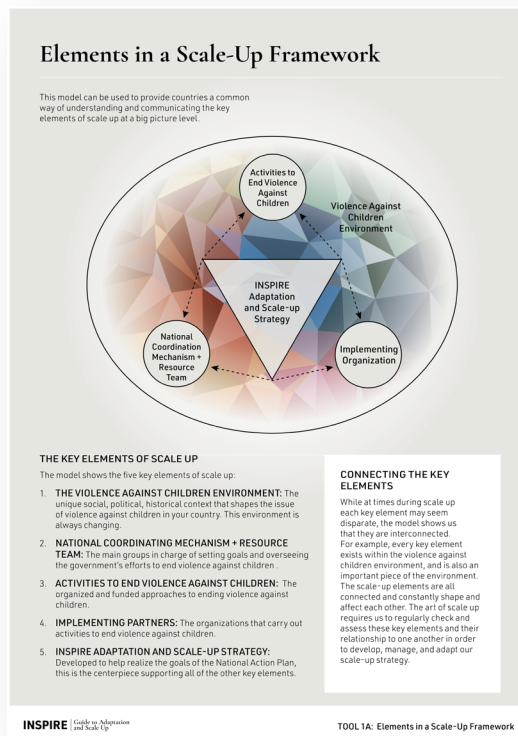 Elements in a Scale-Up Framework
This model can be used to provide countries a common
way of understanding and communicating the key
elements of scale up at a big picture level.
Activities to
End Violence
Against
Children
Violence Against
Children
Environment
INSPIRE
Adaptation
and Scale-up
Strategy
National
Coordination
Mechanism +
Resource
Team
Implementing
Organization
THE KEY ELEMENTS OF SCALE UP
The model shows the five key elements of scale up:
1. THE VIOLENCE AGAINST CHILDREN ENVIRONMENT: The
unique social, political, historical context that shapes the issue
of violence against children in your country. This environment is
always changing.
2. NATIONAL COORDINATING MECHANISM + RESOURCE
TEAM: The main groups in charge of setting goals and overseeing
the government's efforts to end violence against children .
3. ACTIVITIES TO END VIOLENCE AGAINST CHILDREN: The
organized and funded approaches to ending violence against
children.
4. IMPLEMENTING PARTNERS: The organizations that carry out
activities to end violence against children.
5. INSPIRE ADAPTATION AND SCALE-UP STRATEGY:
Developed to help realize the goals of the National Action Plan,
this is the centerpiece supporting all of the other key elements.
CONNECTING THE KEY
ELEMENTS
While at times during scale up
each key element may seem
disparate, the model shows us
that they are interconnected.
For example, every key element
exists within the violence against
children environment, and is also an
important piece of the environment.
The scale-up elements are all
connected and constantly shape and
affect each other. The art of scale up
requires us to regularly check and
assess these key elements and their
relationship to one another in order
to develop, manage, and adapt our
scale-up strategy.
INSPIRE Guide to Adaptation
and Scale Up
TOOL 1A: Elements in a Scale-Up Framework